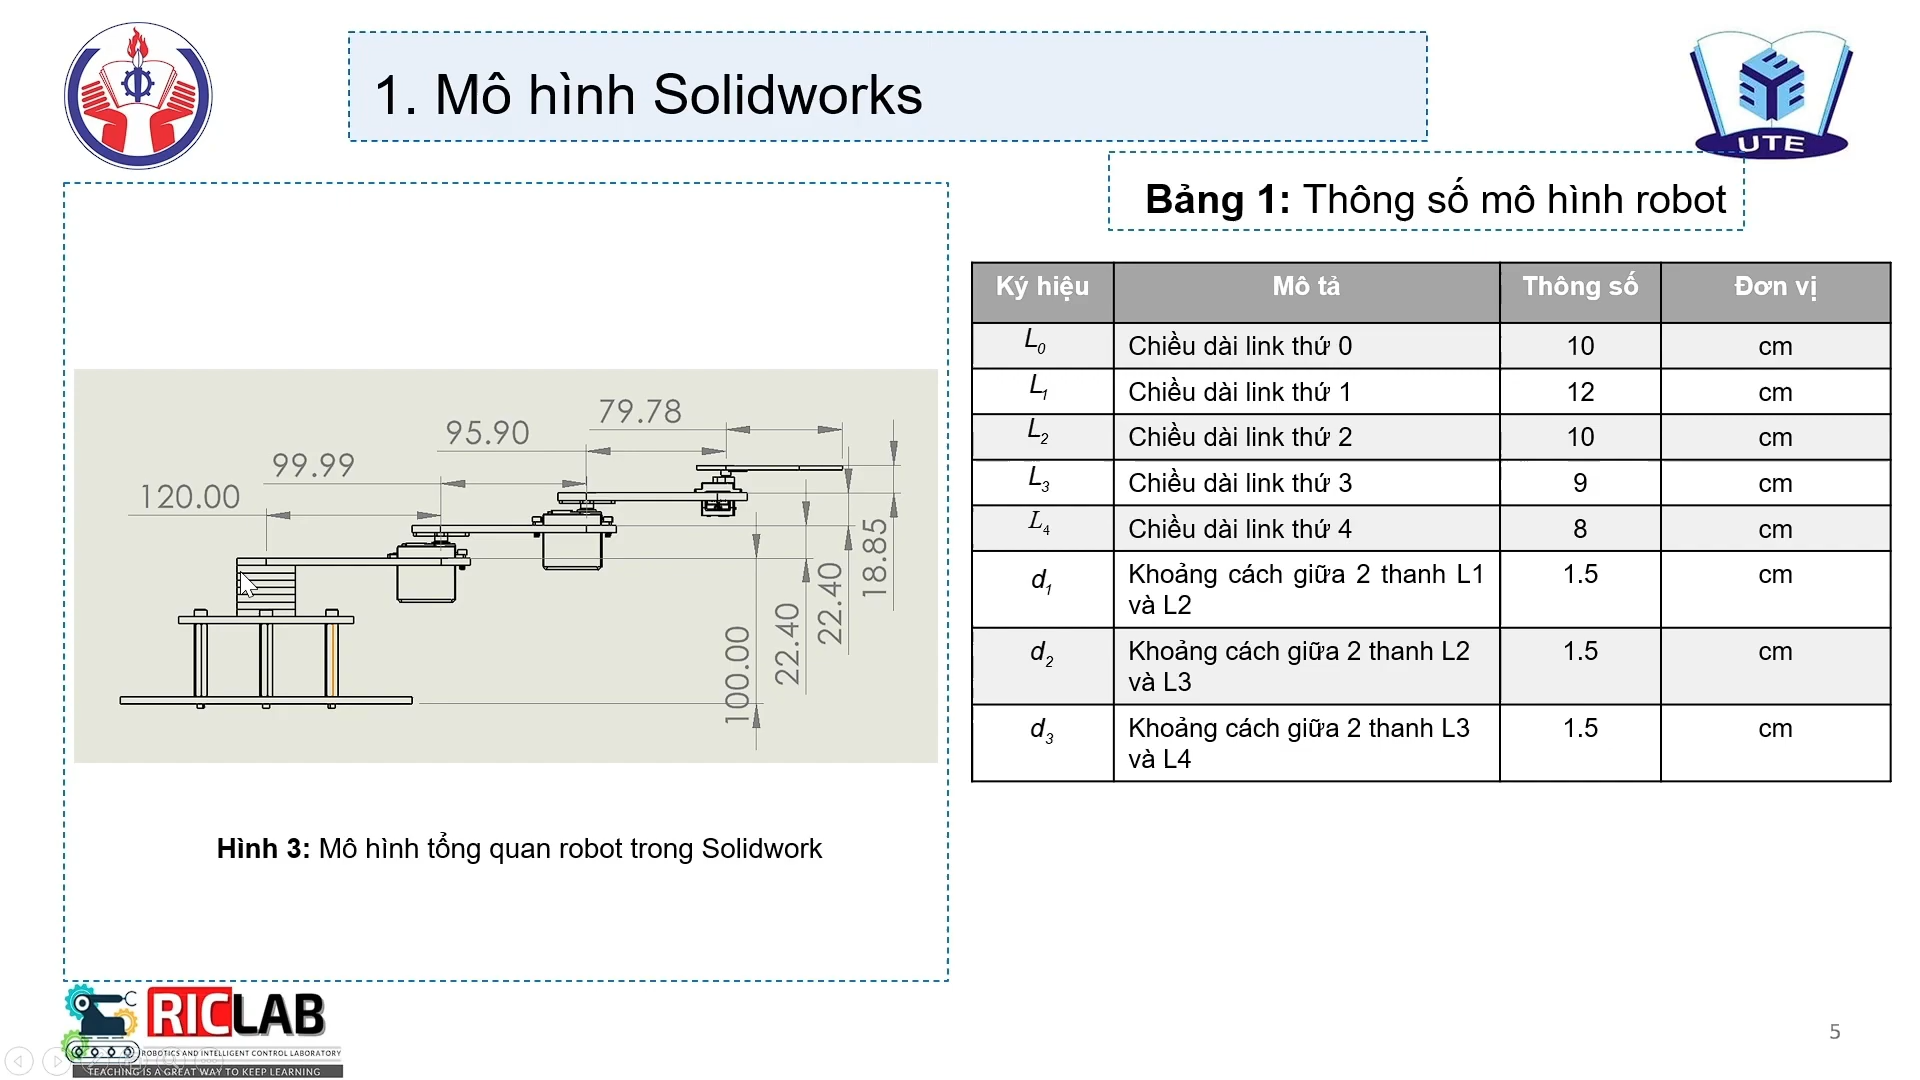 1. Mô hình Solidworks
UTE
Bảng 1: Thông số mô hình robot
79.78
95.90
99.99
120.00
18.85
22.40
22.40
100.00
Hình 3: Mô hình tổng quan robot trong Solidwork
Ký hiệu Mô tả Thông số Đơn vị
L0 Chiều dài link thứ 0 10 cm
L1 Chiều dài link thứ 1 12 cm
L2 Chiều dài link thứ 2 10 cm
L3 Chiều dài link thứ 3 9 cm
L4 Chiều dài link thứ 4 8 cm
d1 Khoảng cách giữa 2 thanh L1 1.5 cm
và L2
d2 Khoảng cách giữa 2 thanh L2 1.5 cm
và L3
d3 Khoảng cách giữa 2 thanh L3 1.5 cm
và L4
RICLAB
ROBOTICS AND INTELLIGENT CONTROL LABORATORY
TEACHING IS A GREAT WAY TO KEEP LEARNING
5